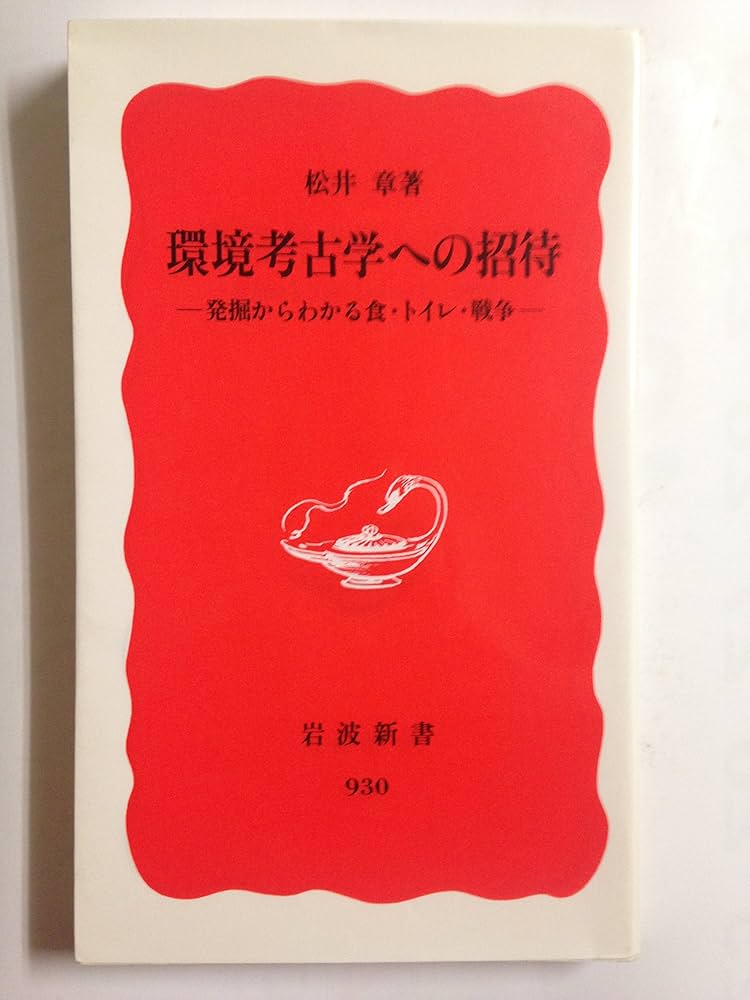 松井 章著
環境考古学への招待
―発掘からわかる食・トイレ・戦争―
岩波新書
930